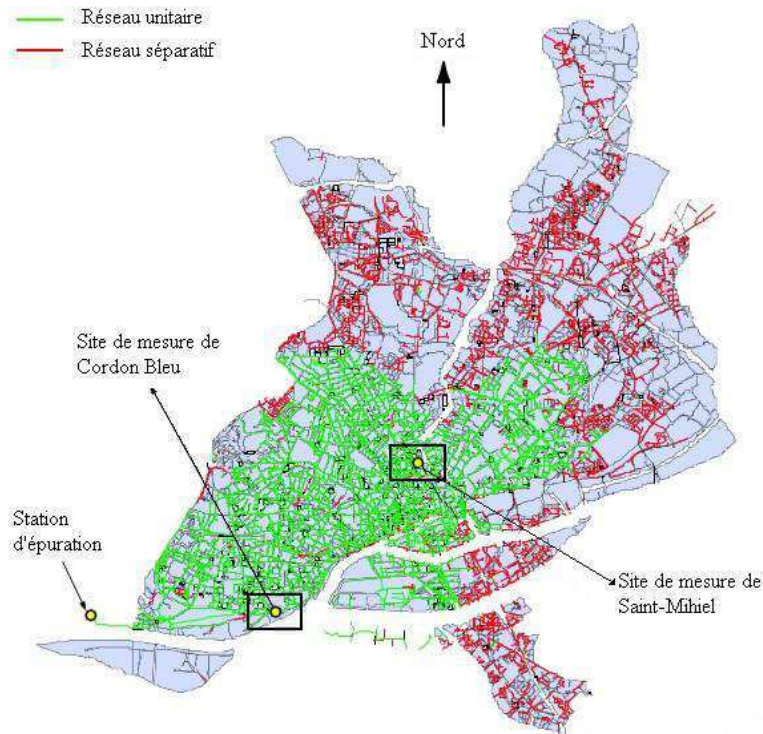 Réseau unitaire
Réseau séparatif
Nord
Site de mesure de
Cordon Bleu
Station
d'épuration
Site de mesure de
Saint-Mihiel